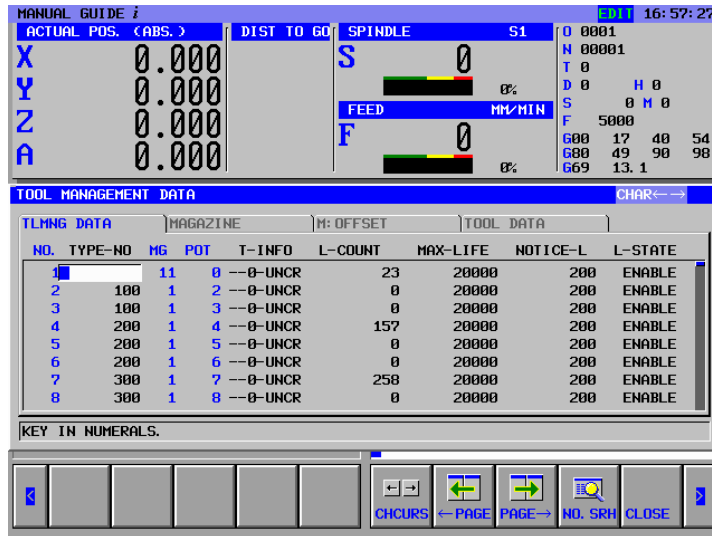 MANUAL GUIDE i EDIT 16:57:27
ACTUAL POS. (ABS.) DIST TO GO SPINDLE S1 O 0001
X 0.000 S 0 N 00001
T 0
Y 0.000 0% D 0 H 0
FEED MM/MIN S 0 M 0
Z 0.000 F 0 F 5000
G00 17 40 54
A 0.000 G80 49 90 98
0% G69 13.1
TOOL MANAGEMENT DATA CHAR←→
TLMNG DATA MAGAZINE M:OFFSET TOOL DATA
NO. TYPE-NO MG POT T-INFO L-COUNT MAX-LIFE NOTICE-L L-STATE
1 11 0 --0-UNCR 23 20000 200 ENABLE
2 100 1 2 --0-UNCR 0 20000 200 ENABLE
3 100 1 3 --0-UNCR 0 20000 200 ENABLE
4 200 1 4 --0-UNCR 157 20000 200 ENABLE
5 200 1 5 --0-UNCR 0 20000 200 ENABLE
6 200 1 6 --0-UNCR 0 20000 200 ENABLE
7 300 1 7 --0-UNCR 258 20000 200 ENABLE
8 300 1 8 --0-UNCR 0 20000 200 ENABLE
KEY IN NUMERALS.
< CHCURS ←PAGE PAGE→ NO. SRH CLOSE >